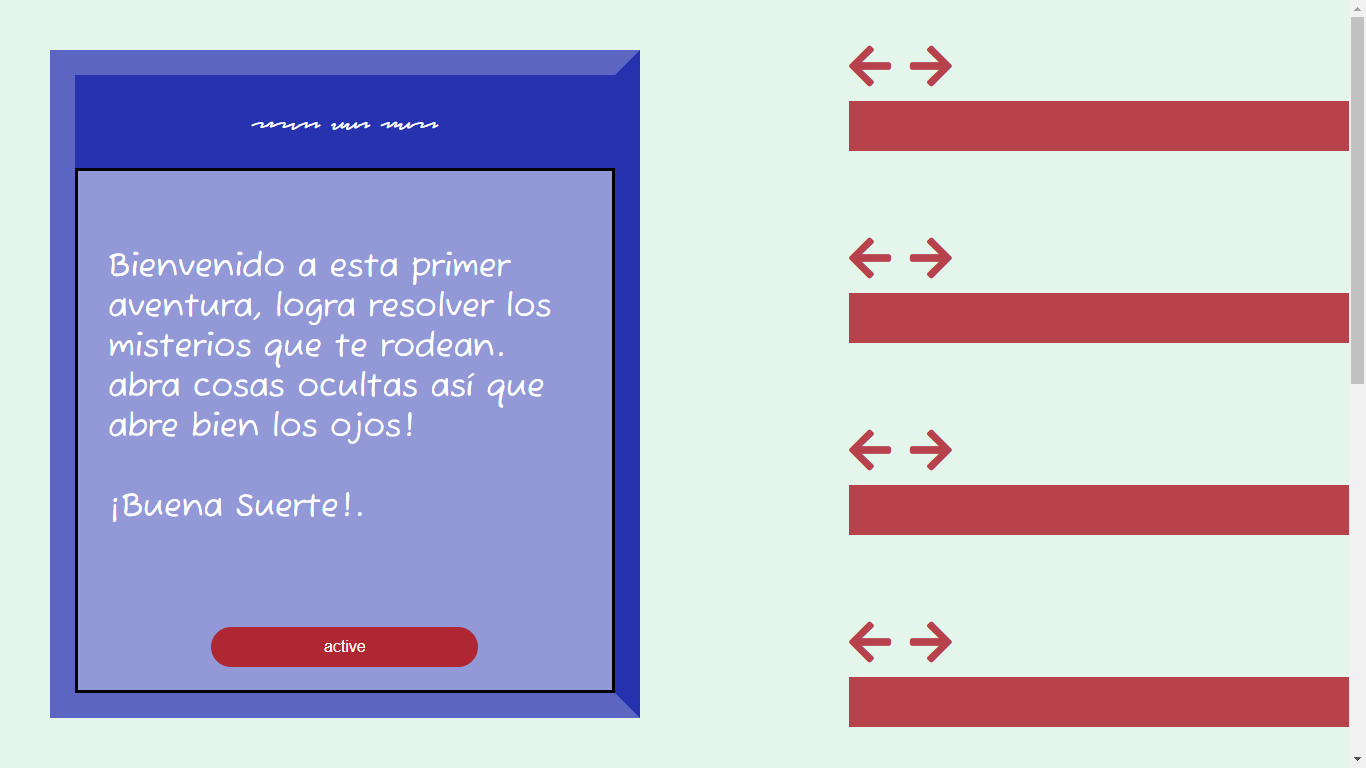 Bienvenido a esta primer
aventura, logra resolver los
misterios que te rodean.
abra cosas ocultas así que
abre bien los ojos!
¡Buena Suerte!.
active